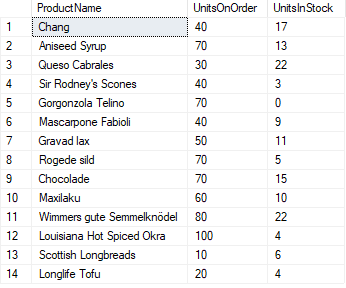 ProductName UnitsOnOrder UnitsInStock
1 Chang 40 17
2 Aniseed Syrup 70 13
3 Queso Cabrales 30 22
4 Sir Rodney's Scones 40 3
5 Gorgonzola Telino 70 0
6 Mascarpone Fabioli 40 9
7 Gravad lax 50 11
8 Rogede sild 70 5
9 Chocolade 70 15
10 Maxilaku 60 10
11 Wimmers gute Semmelknödel 80 22
12 Louisiana Hot Spiced Okra 100 4
13 Scottish Longbreads 10 6
14 Longlife Tofu 20 4